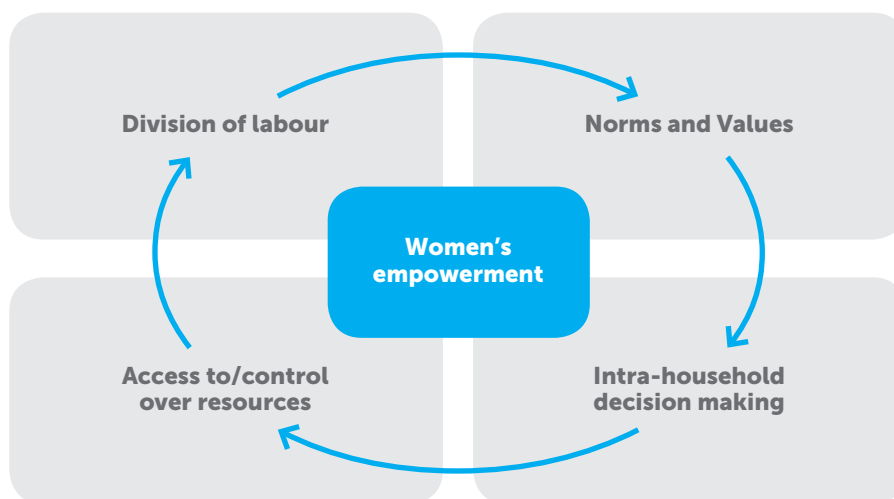 Division of labour
Norms and Values
Women’s
empowerment
Access to/control
over resources
Intra-household
decision making